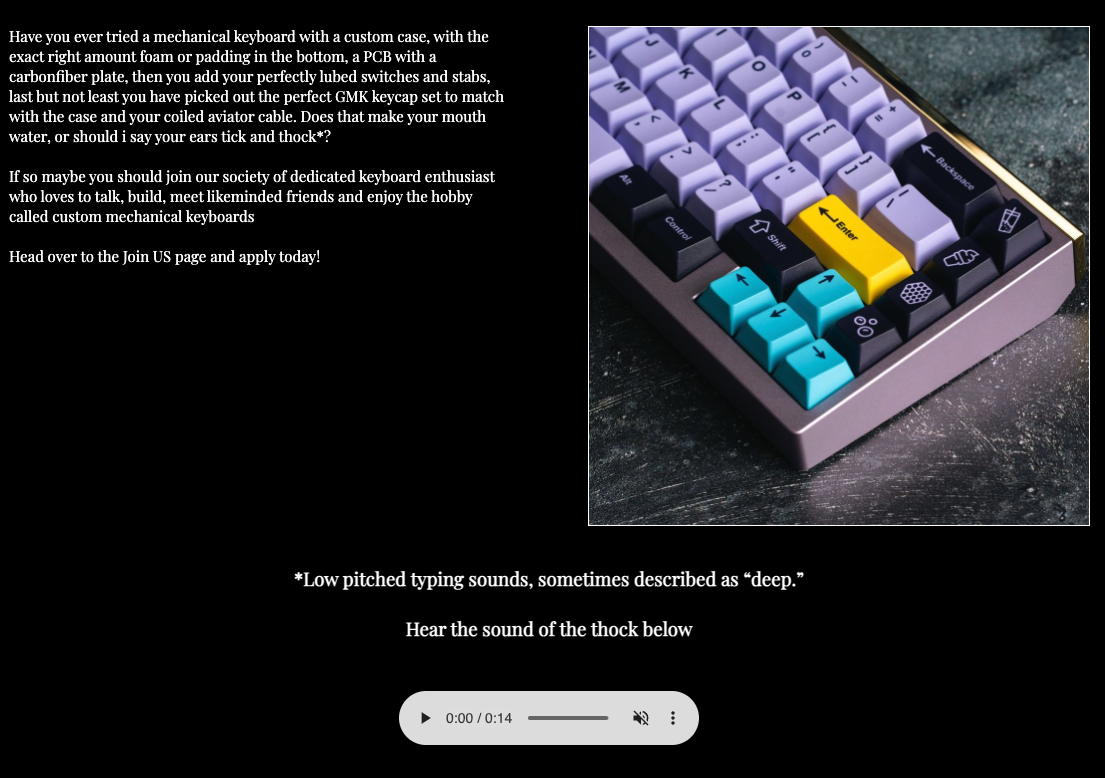 Have you ever tried a mechanical keyboard with a custom case, with the
exact right amount foam or padding in the bottom, a PCB with a
carbonfiber plate, then you add your perfectly lubed switches and stabs,
last but not least you have picked out the perfect GMK keycap set to match
with the case and your coiled aviator cable. Does that make your mouth
water, or should i say your ears tick and thock*?
If so maybe you should join our society of dedicated keyboard enthusiast
who loves to talk, build, meet likeminded friends and enjoy the hobby
called custom mechanical keyboards
Head over to the Join US page and apply today!
J
K
O
M
L
P
Backspace
Alt
Control
Shift
Enter
*Low pitched typing sounds, sometimes described as “deep.”
Hear the sound of the thock below
0:00 / 0:14